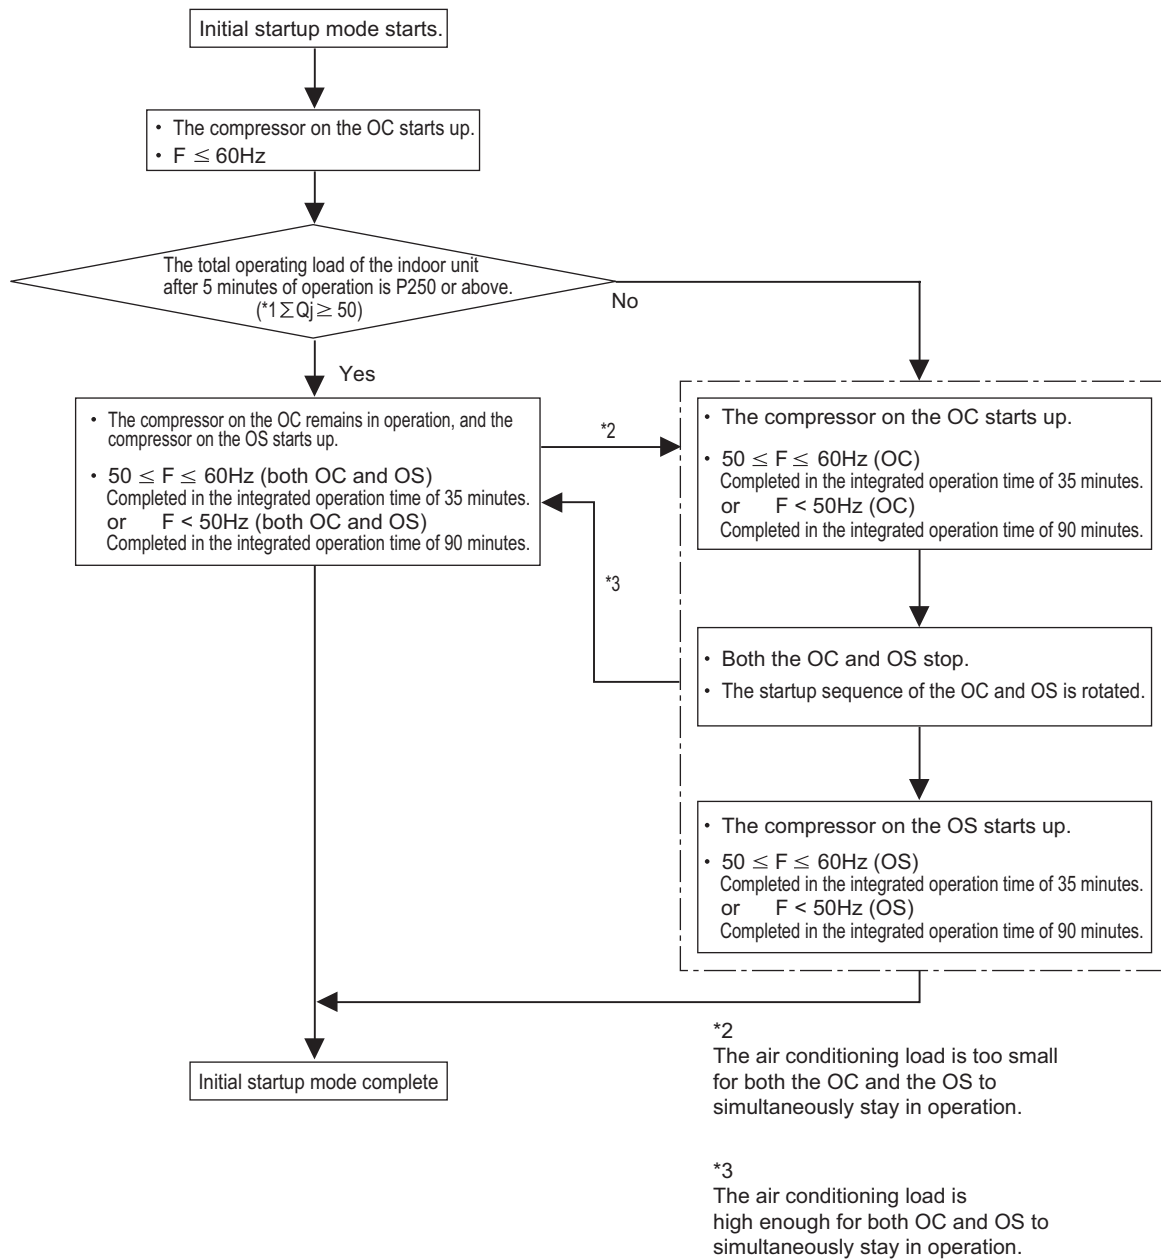 Initial startup mode starts.
• The compressor on the OC starts up.
• F ≤ 60Hz
The total operating load of the indoor unit
after 5 minutes of operation is P250 or above.
(*1 ΣQj ≥ 50)
No
Yes
• The compressor on the OC remains in operation, and the
compressor on the OS starts up.
• 50 ≤ F ≤ 60Hz (both OC and OS)
Completed in the integrated operation time of 35 minutes.
or F < 50Hz (both OC and OS)
Completed in the integrated operation time of 90 minutes.
*2
*3
• The compressor on the OC starts up.
• 50 ≤ F ≤ 60Hz (OC)
Completed in the integrated operation time of 35 minutes.
or F < 50Hz (OC)
Completed in the integrated operation time of 90 minutes.
• Both the OC and OS stop.
• The startup sequence of the OC and OS is rotated.
• The compressor on the OS starts up.
• 50 ≤ F ≤ 60Hz (OS)
Completed in the integrated operation time of 35 minutes.
or F < 50Hz (OS)
Completed in the integrated operation time of 90 minutes.
Initial startup mode complete
*2
The air conditioning load is too small
for both the OC and the OS to
simultaneously stay in operation.
*3
The air conditioning load is
high enough for both OC and OS to
simultaneously stay in operation.